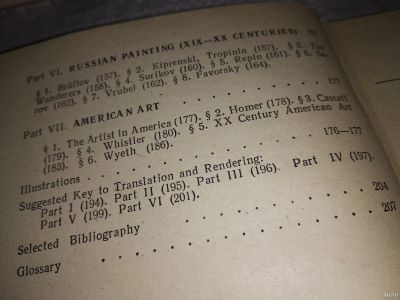 Part VI. RUSSIAN PAINTING (XIX—XX CENTURIES) 157
§ 1. Brüllov (157). § 2. Kiprenski, Tropinin (157). § 3. The
Wanderers (158). § 4. Surikov (160). § 5. Repin (161). § 6. Se-
rov (162). § 7. Vrubel (162). § 8. Favorsky (164).
Part VII. AMERICAN ART . . . . . . . . . . . . 177
§ 1. The Artist in America (177). § 2. Homer (178). § 3. Cassatt
(179). § 4. Whistler (180). § 5. XX Century American Art
(183). § 6. Wyeth (186).
Illustrations . . . . . . . . . . . . . . . . 176—177
Suggested Key to Translation and Rendering:
Part I (194). Part II (195). Part III (196). Part IV (197).
Part V (199). Part VI (201).
Selected Bibliography . . . . . . . . . . . . 204
Glossary . . . . . . . . . . . . . . . . . 207